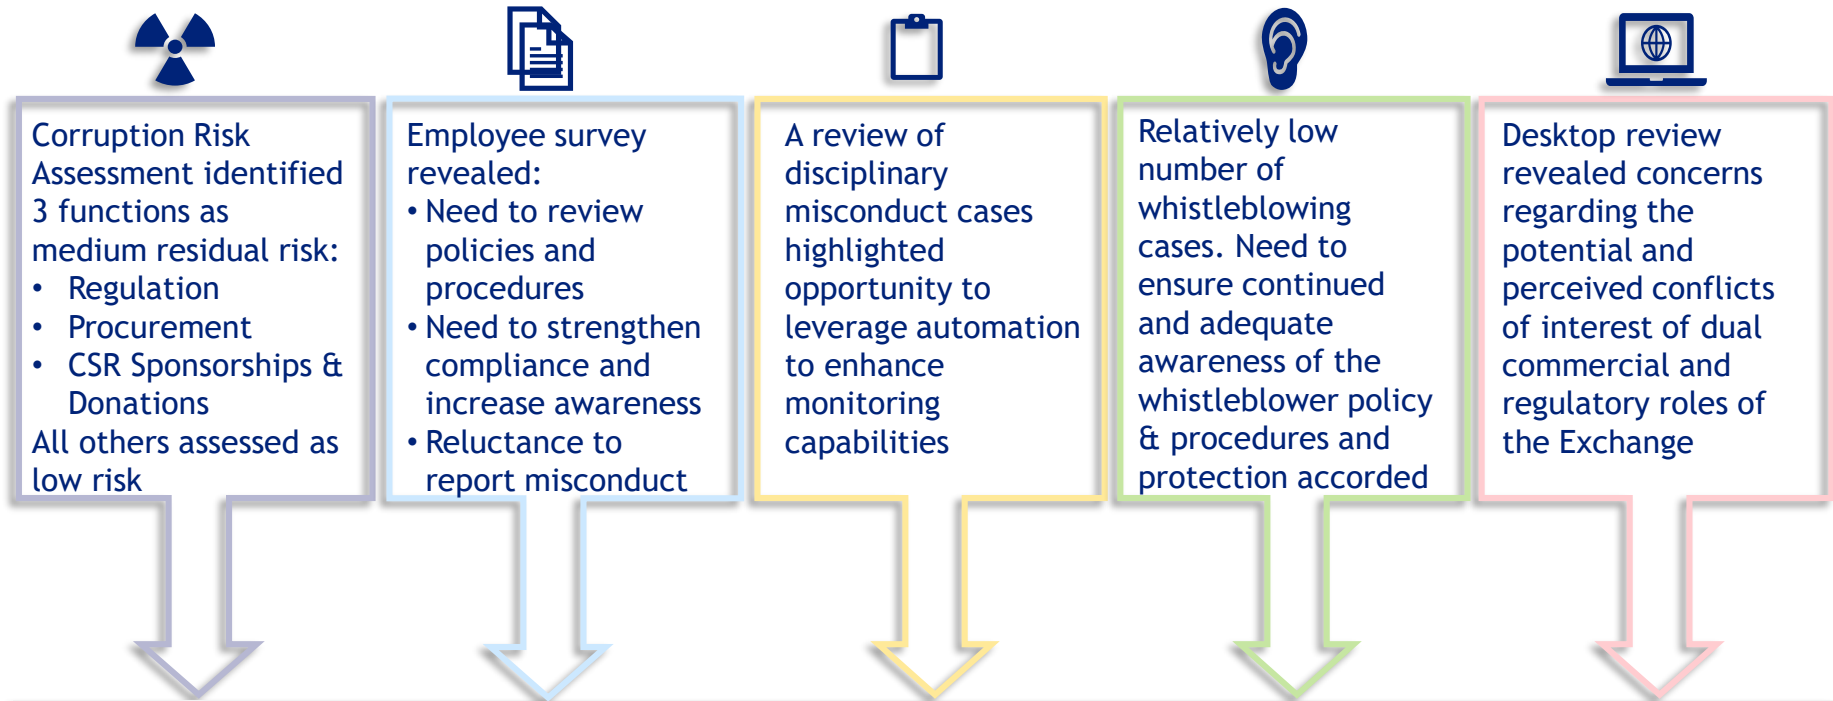 Corruption Risk
Assessment identified
3 functions as
medium residual risk:
• Regulation
• Procurement
• CSR Sponsorships &
Donations
All others assessed as
low risk
Employee survey
revealed:
• Need to review
policies and
procedures
• Need to strengthen
compliance and
increase awareness
• Reluctance to
report misconduct
A review of
disciplinary
misconduct cases
highlighted
opportunity to
leverage automation
to enhance
monitoring
capabilities
Relatively low
number of
whistleblowing
cases. Need to
ensure continued
and adequate
awareness of the
whistleblower policy
& procedures and
protection accorded
Desktop review
revealed concerns
regarding the
potential and
perceived conflicts
of interest of dual
commercial and
regulatory roles of
the Exchange